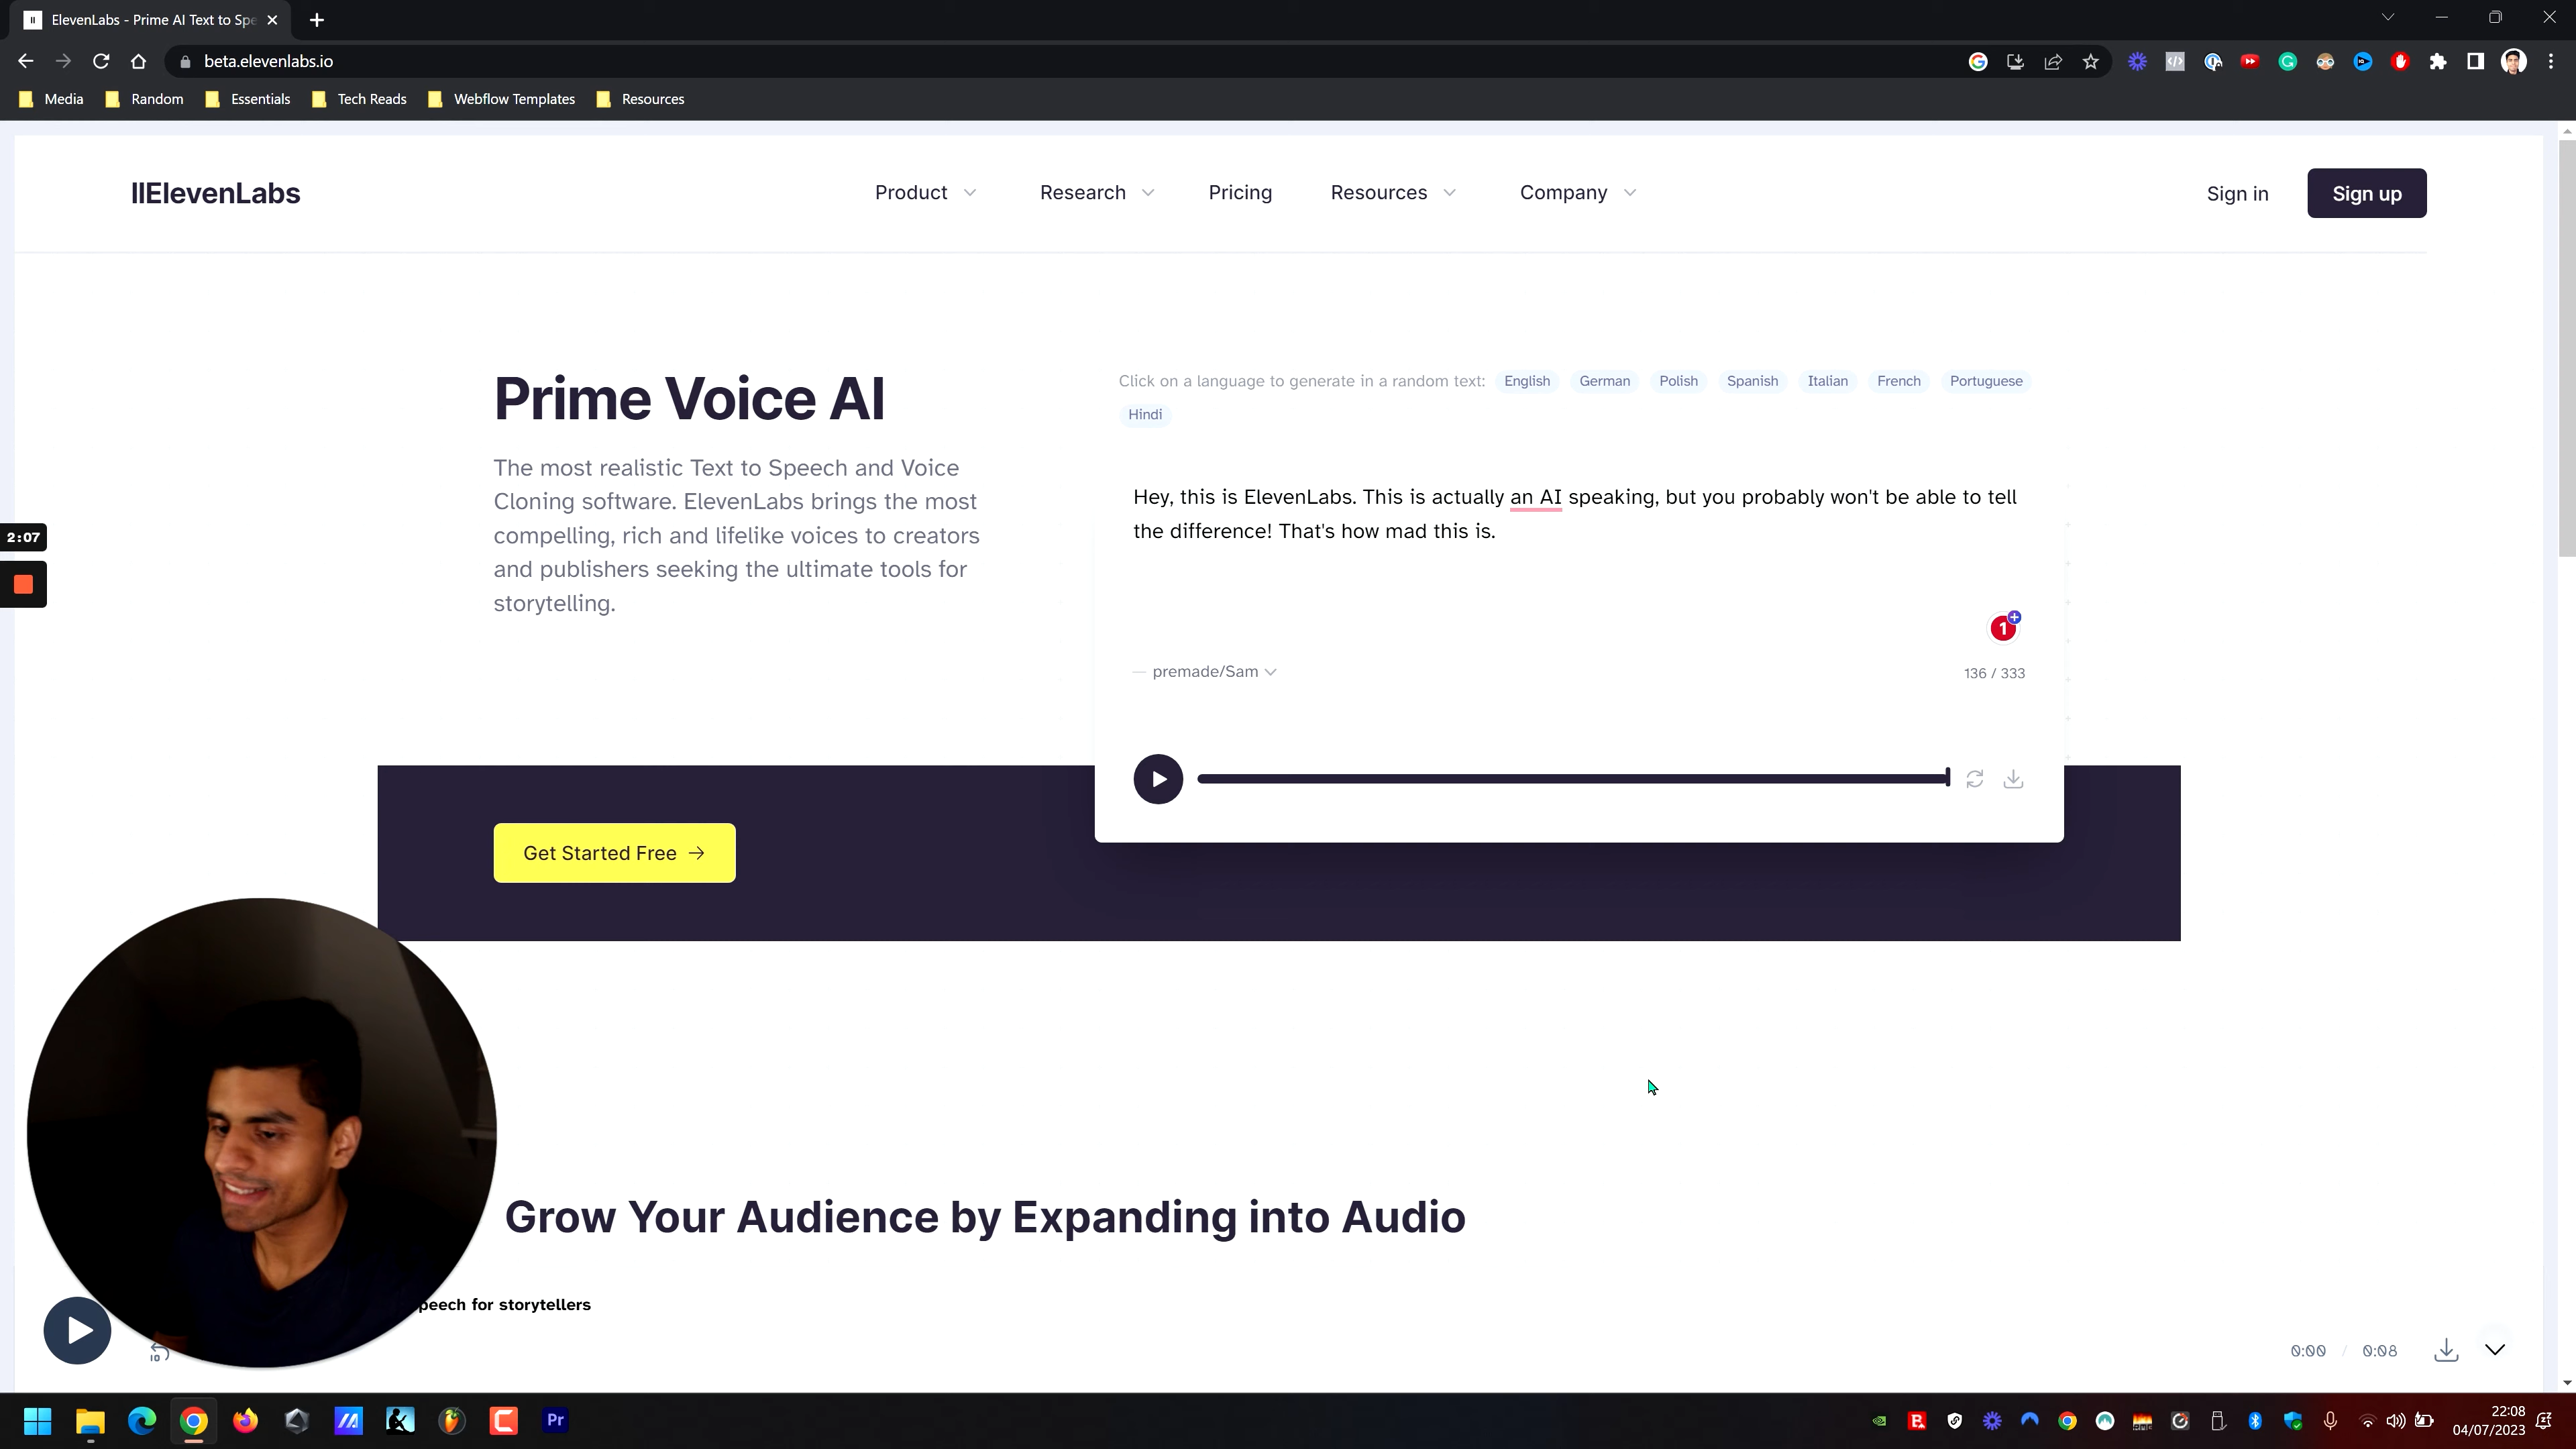 ElevenLabs - Prime AI Text to Spe
beta.elevenlabs.io
Media
Random
Essentials
Tech Reads
Webflow Templates
Resources
IIElevenLabs
Product
Research
Pricing
Resources
Company
Sign in
Sign up
Prime Voice AI
The most realistic Text to Speech and Voice
Cloning software. ElevenLabs brings the most
compelling, rich and lifelike voices to creators
and publishers seeking the ultimate tools for
storytelling.
Click on a language to generate in a random text: English German Polish Spanish Italian French Portuguese
Hindi
Hey, this is ElevenLabs. This is actually an AI speaking, but you probably won't be able to tell
the difference! That's how mad this is.
1
premade/Sam
136 / 333
2:07
Get Started Free →
Grow Your Audience by Expanding into Audio
peech for storytellers
10
0:00 / 0:08
Pr
22:08
04/07/2023